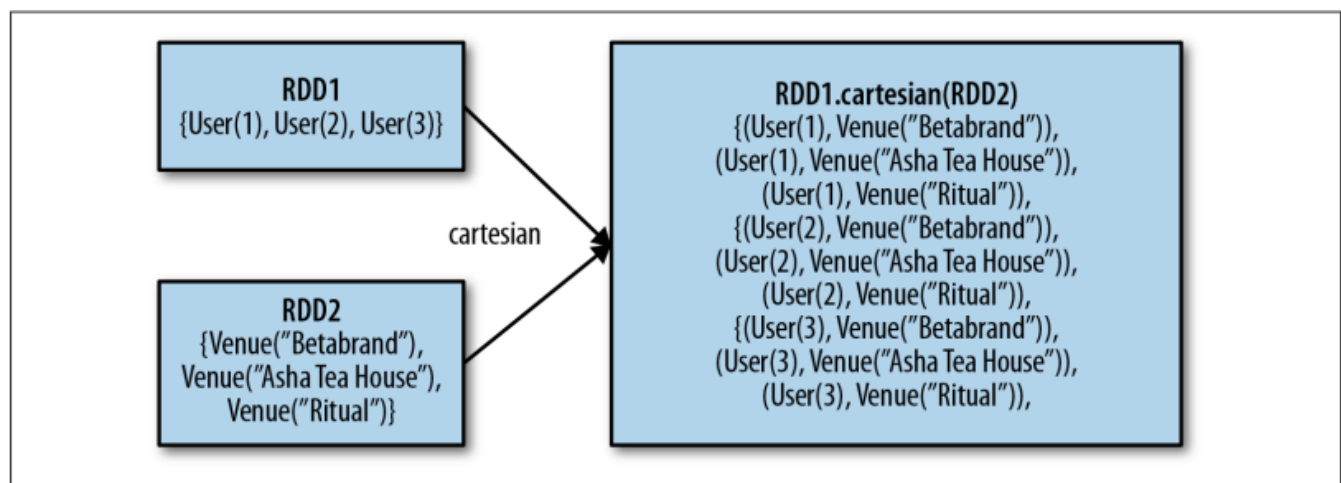 RDD1
{User(1), User(2), User(3)}
cartesian
RDD2
{Venue(”Betabrand”),
Venue(”Asha Tea House”),
Venue(”Ritual”)}
RDD1.cartesian(RDD2)
{(User(1), Venue(”Betabrand”)),
(User(1), Venue(”Asha Tea House”)),
(User(1), Venue(”Ritual”)),
{(User(2), Venue(”Betabrand”)),
(User(2), Venue(”Asha Tea House”)),
(User(2), Venue(”Ritual”)),
{(User(3), Venue(”Betabrand”)),
(User(3), Venue(”Asha Tea House”)),
(User(3), Venue(”Ritual”)),